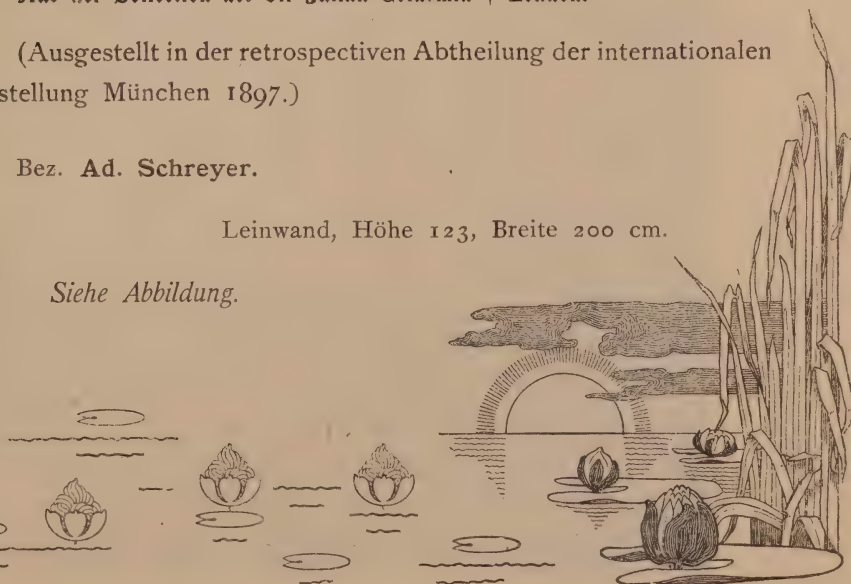 (Ausgestellt in der retrospectiven Abtheilung der internationalen
stellung München 1897.)
Bez. Ad. Schreyer.
Leinwand, Höhe 123, Breite 200 cm.
Siehe Abbildung.